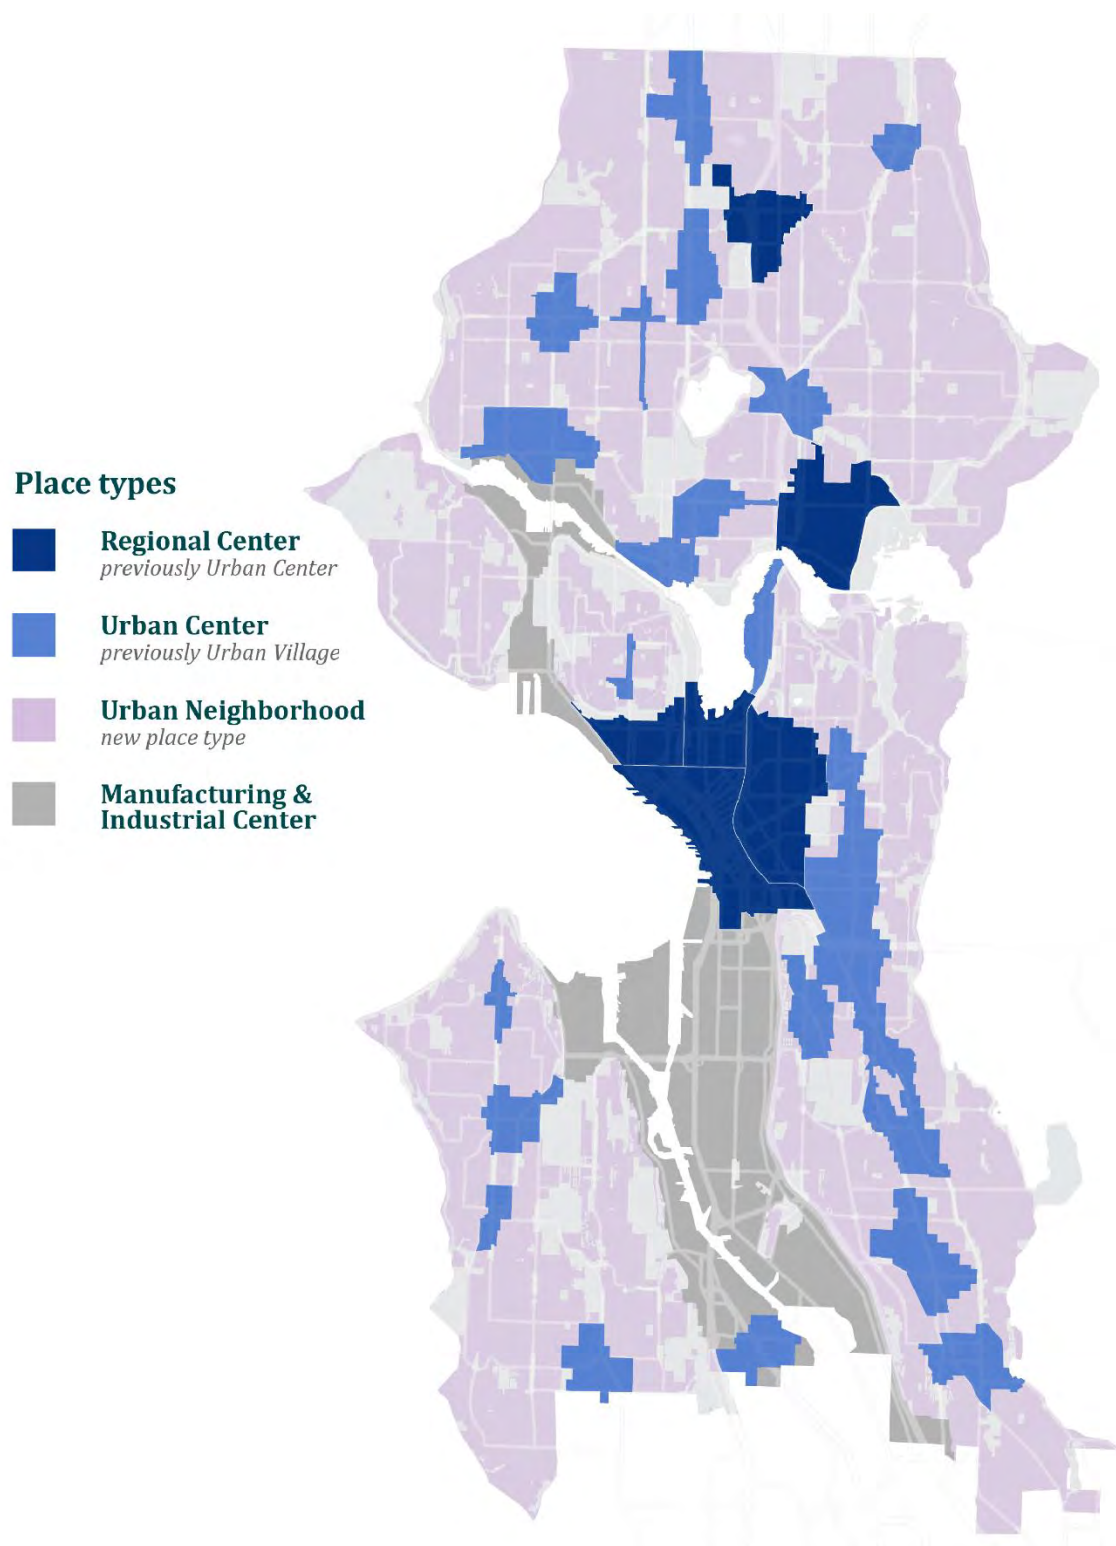 Place types
Regional Center
previously Urban Center
Urban Center
previously Urban Village
Urban Neighborhood
new place type
Manufacturing &
Industrial Center